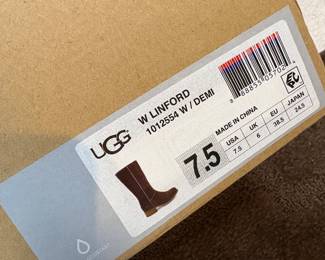 UGG
W LINFORD
1012554 W / DEMI
7.5
MADE IN CHINA
USA UK EU JAPAN
7.5 6 38.5 24.5